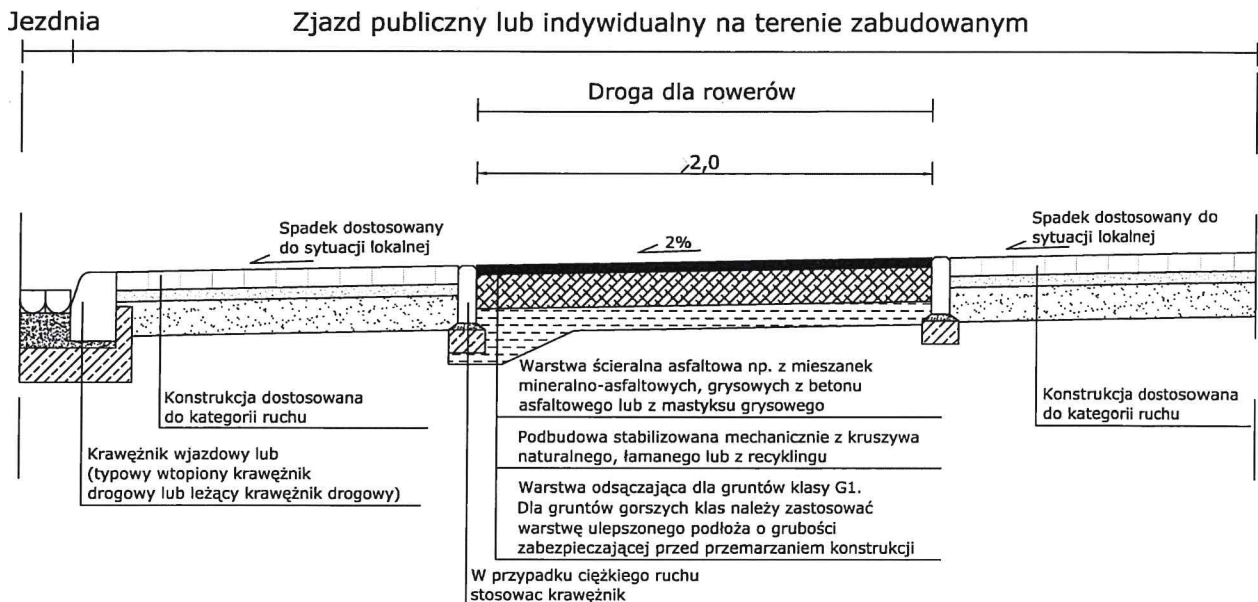 Jezdnia
Zjazd publiczny lub indywidualny na terenie zabudowanym
Droga dla rowerów
2,0
Spadek dostosowany
do sytuacji lokalnej
2%
Spadek dostosowany do
sytuacji lokalnej
Konstrukcja dostosowana
do kategorii ruchu
Krawężnik wjazdowy lub
(typowy wtopiony krawężnik
drogowy lub leżący krawężnik drogowy)
Warstwa ścieralna asfaltowa np. z mieszanek
mineralno-asfaltowych, grysowych z betonu
asfaltowego lub z mastyksu grysowego
Podbudowa stabilizowana mechanicznie z kruszywa
naturalnego, łamanego lub z recyklingu
Warstwa odsączająca dla gruntów klasy G1.
Dla gruntów gorszych klas należy zastosować
warstwę ulepszonego podłoża o grubości
zabezpieczającej przed przemarzaniem konstrukcji
W przypadku ciężkiego ruchu
stosowac krawężnik
Konstrukcja dostosowana
do kategorii ruchu